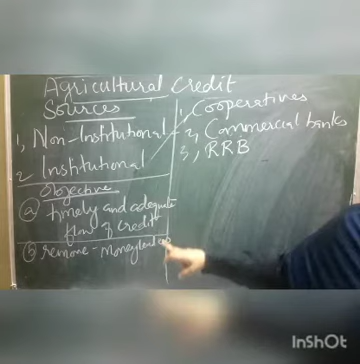 Agricultural Credit
Sources
1, Non-Institutional
2 Institutional
Objective
a timely and adequate
flow of credit
b remone - Moneylend
1, Cooperatives
2, Commercial banks
3, RRB
InShOt